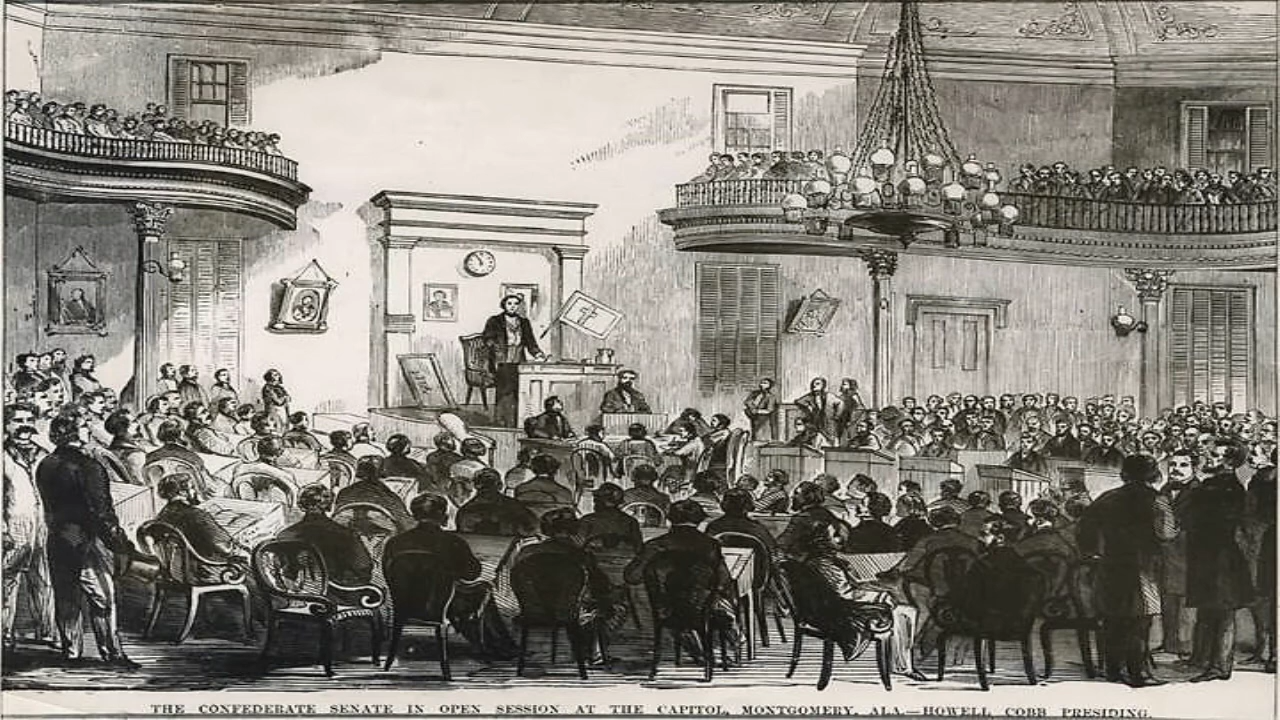 THE CONFEDERATE SENATE IN OPEN SESSION AT THE CAPITOL, MONTGOMERY, ALA.—HOWELL COBB PRESIDING.